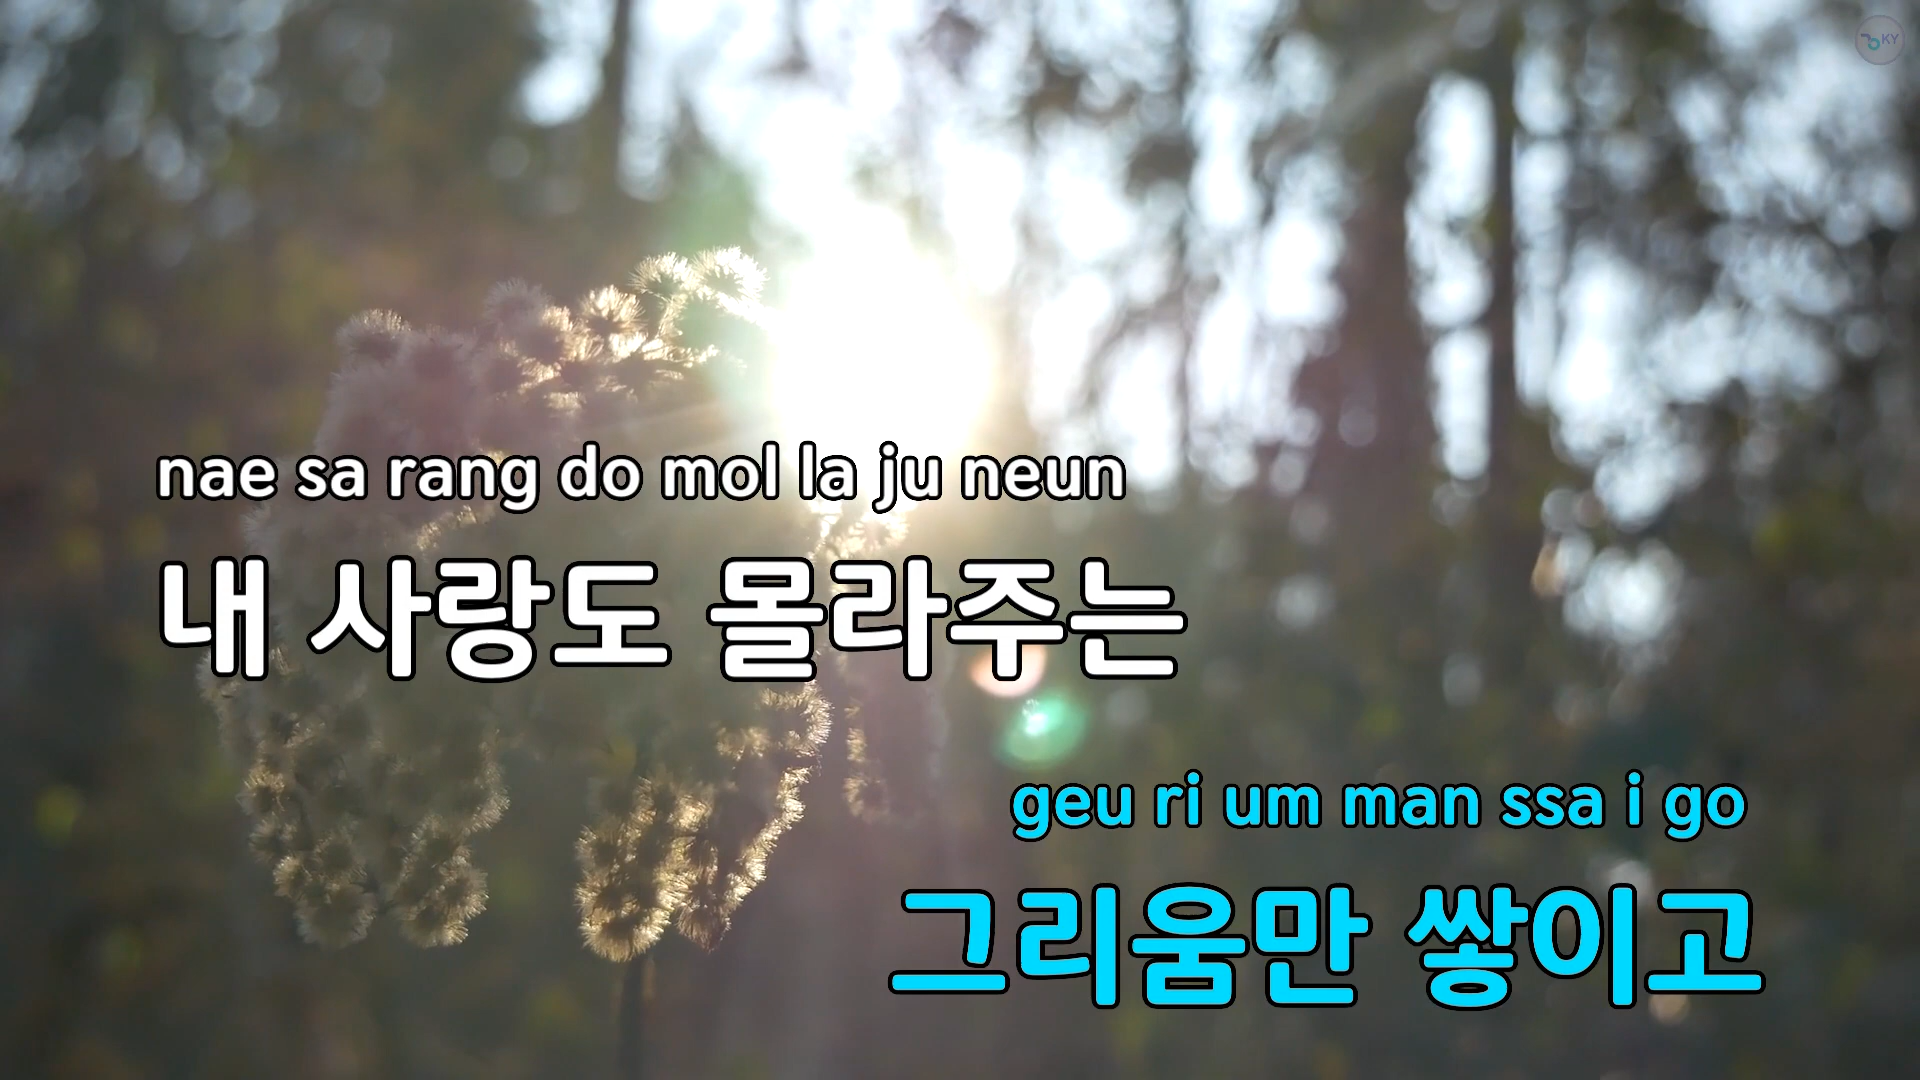 KY
nae sa rang do mol la ju neun
내 사랑도 몰라주는
geu ri um man ssa i go
그리움만 쌓이고